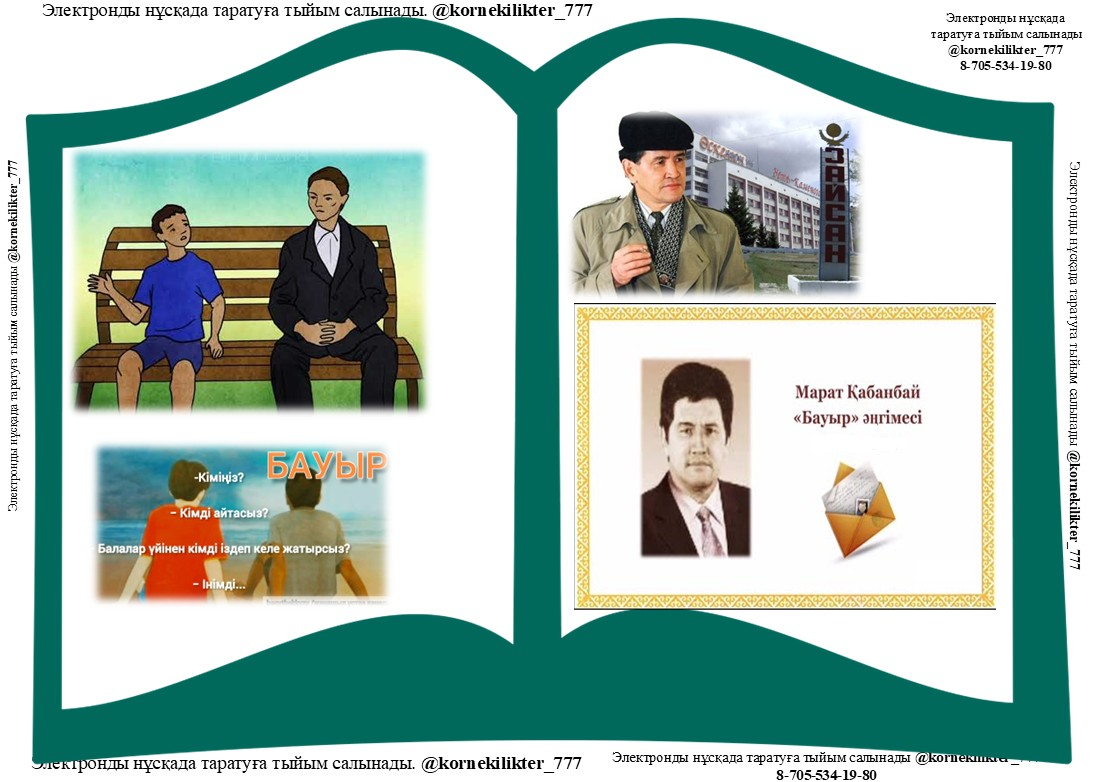 Электронды нұсқада таратуға тыйым салынады. @kornekilikter_777
Электронды нұсқада
таратуға тыйым салынады
@kornekilikter_777
8-705-534-19-80
Электронды нұсқада таратуға тыйым салынады @kornekilikter_777
ЗАЙСАН
БАУЫР
-Кіміңіз?
– Кімді айтасыз?
Балалар үйінен кімді іздеп келе жатырсыз?
– Інімді...
Марат Қабанбай
«Бауыр» әңгімесі
Электронды нұсқада таратуға тыйым салынады @kornekilikter_777
Электронды нұсқада таратуға тыйым салынады. @kornekilikter_777
Электронды нұсқада таратуға тыйым салынады @kornekilikter_777
8-705-534-19-80